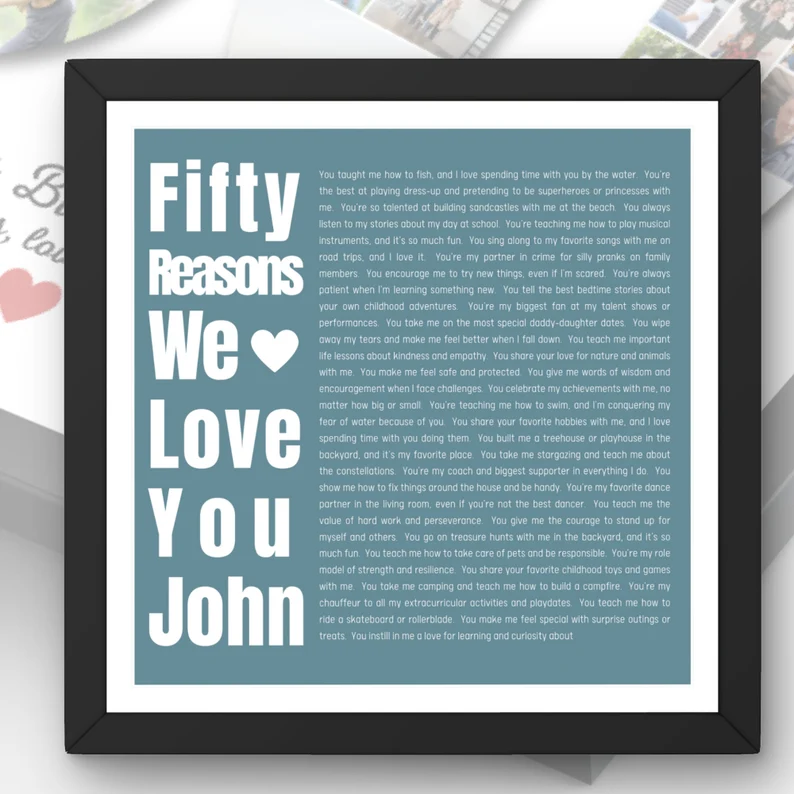 Fifty
Reasons
We
Love
You
John
You taught me how to fish, and I love spending time with you by the water. You're
the best at playing dress-up and pretending to be superheroes or princesses with
me. You're so talented at building sandcastles with me at the beach. You always
listen to my stories about my day at school. You're teaching me how to play musical
instruments, and it's so much fun. You sing along to my favorite songs with me on
road trips, and I love it. You're my partner in crime for silly pranks on family
members. You encourage me to try new things, even if I'm scared. You're always
patient when I'm learning something new. You tell the best bedtime stories about
your own childhood adventures. You're my biggest fan at my talent shows or
performances. You take me on the most special daddy-daughter dates. You wipe
away my tears and make me feel better when I fall down. You teach me important
life lessons about kindness and empathy. You share your love for nature and animals
with me. You make me feel safe and protected. You give me words of wisdom and
encouragement when I face challenges. You celebrate my achievements with me, no
matter how big or small. You're teaching me how to swim, and I'm conquering my
fear of water because of you. You share your favorite hobbies with me, and I love
spending time with you doing them. You built me a treehouse or playhouse in the
backyard, and it's my favorite place. You take me stargazing and teach me about
the constellations. You're my coach and biggest supporter in everything I do. You
show me how to fix things around the house and be handy. You're my favorite dance
partner in the living room, even if you're not the best dancer. You teach me the
value of hard work and perseverance. You give me the courage to stand up for
myself and others. You go on treasure hunts with me in the backyard, and it's so
much fun. You teach me how to take care of pets and be responsible. You're my role
model of strength and resilience. You share your favorite childhood toys and games
with me. You take me camping and teach me how to build a campfire. You're my
chauffeur to all my extracurricular activities and playdates. You teach me how to
ride a skateboard or rollerblade. You make me feel special with surprise outings or
treats. You instill in me a love for learning and curiosity about